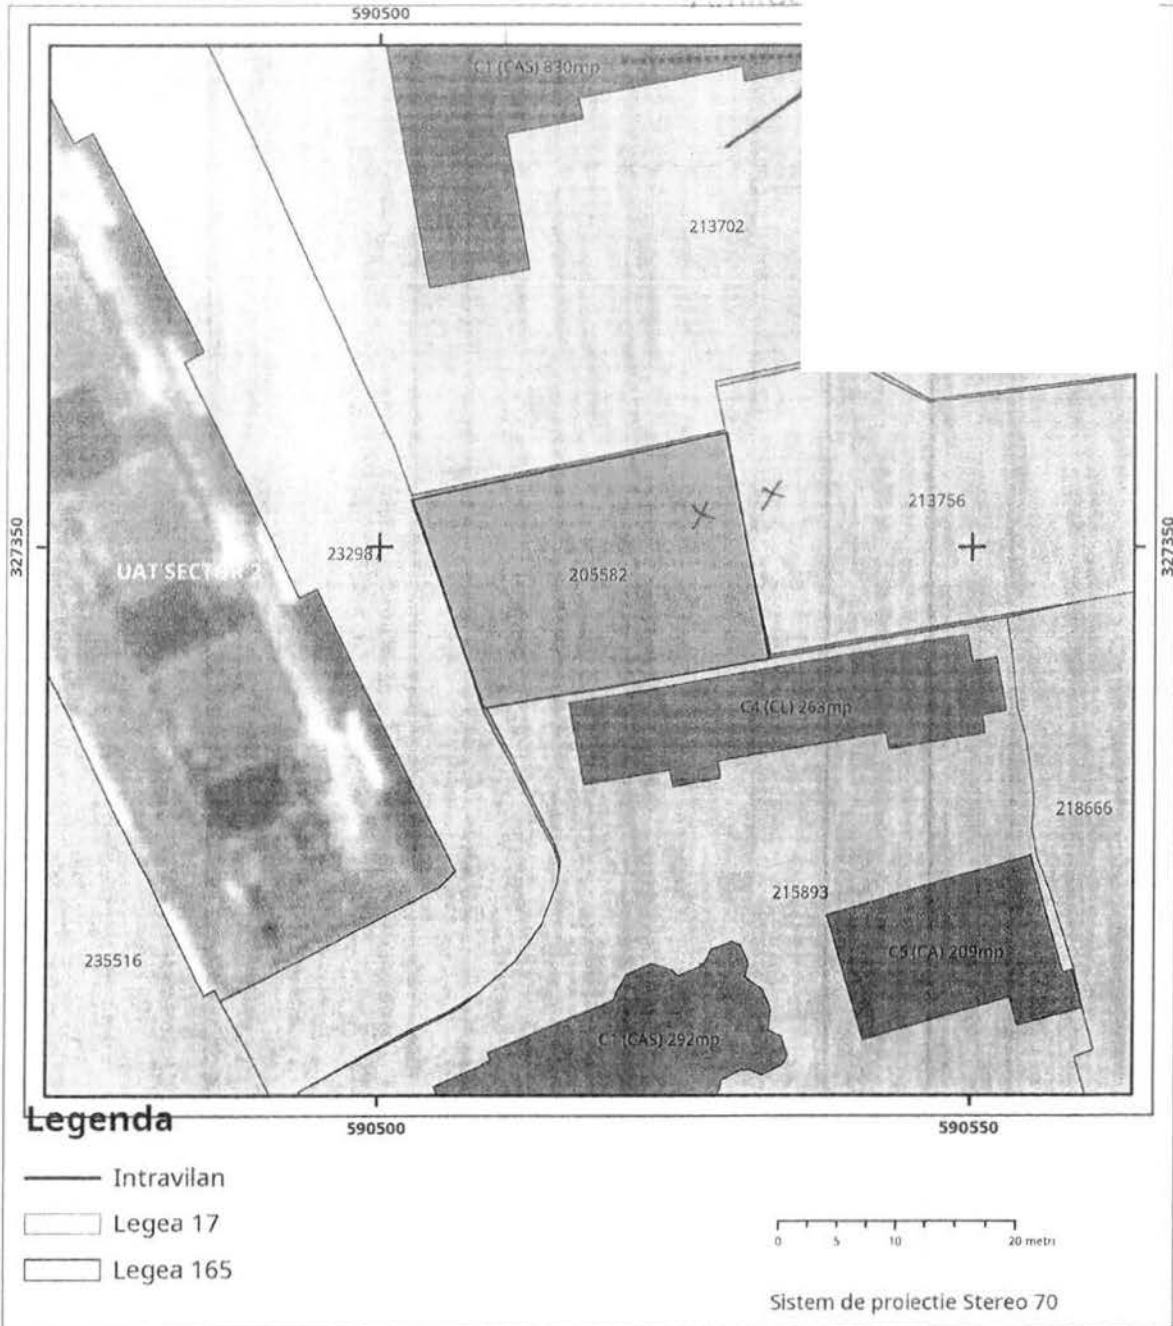 590500
C1 (CAS) 830mp
213702
213756
327350
327350
23298
UAT SECTOR 2
205582
C4 (CL) 263mp
218666
215893
C5 (CA) 209mp
235516
C1 (CAS) 292mp
Legenda
590500
590550
Intravilan
Legea 17
Legea 165
0 5 10 20 metri
Sistem de proiectie Stereo 70